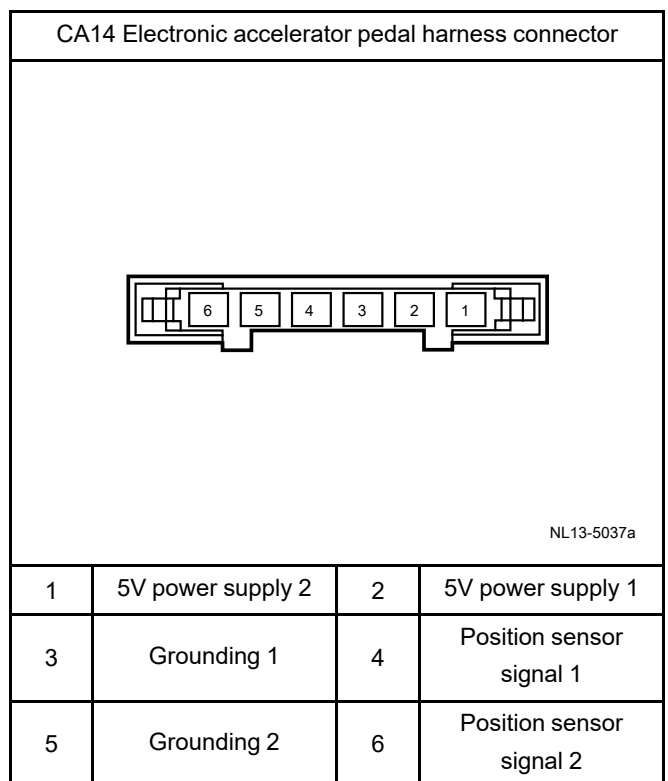 CA14 Electronic accelerator pedal harness connector
6 5 4 3 2 1
NL13-5037a
1 5V power supply 2 2 5V power supply 1
3 Grounding 1 4 Position sensor
signal 1
5 Grounding 2 6 Position sensor
signal 2